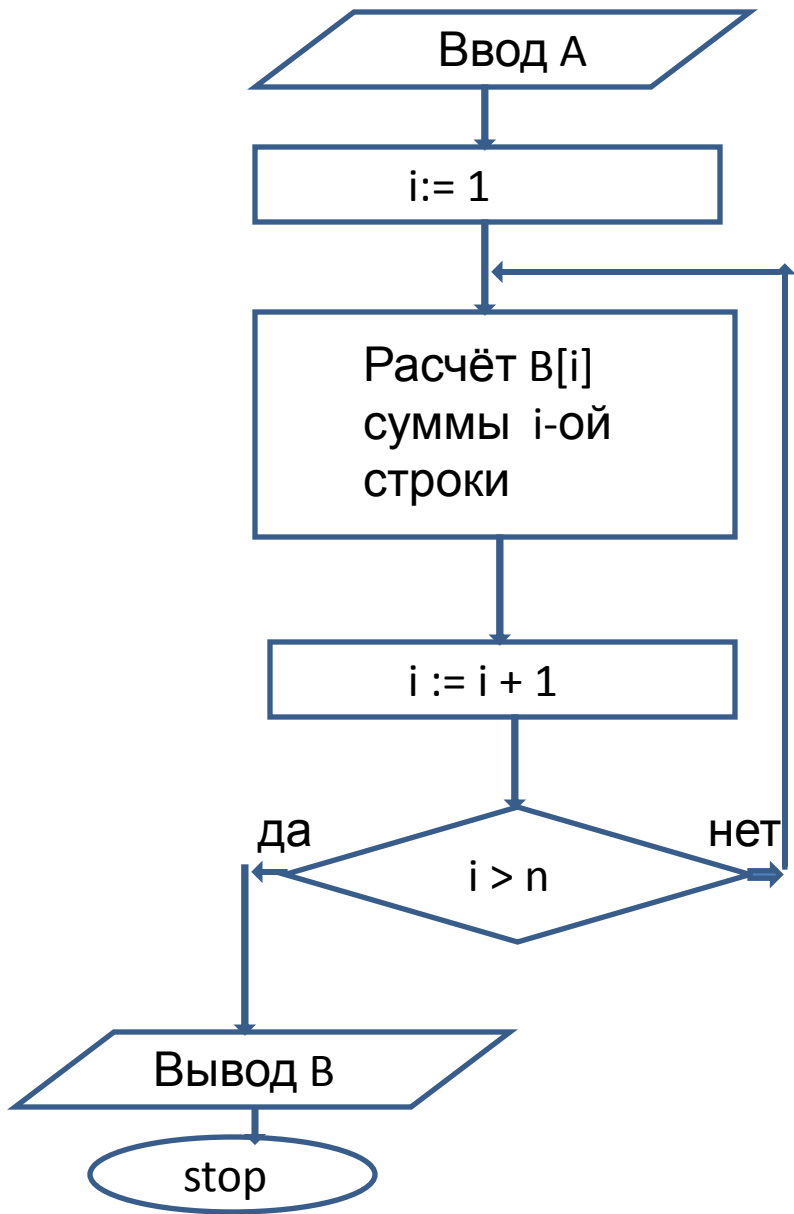 Ввод A
i:= 1
Расчёт B[i]
суммы i-ой
строки
i := i + 1
да
нет
i > n
Вывод B
stop